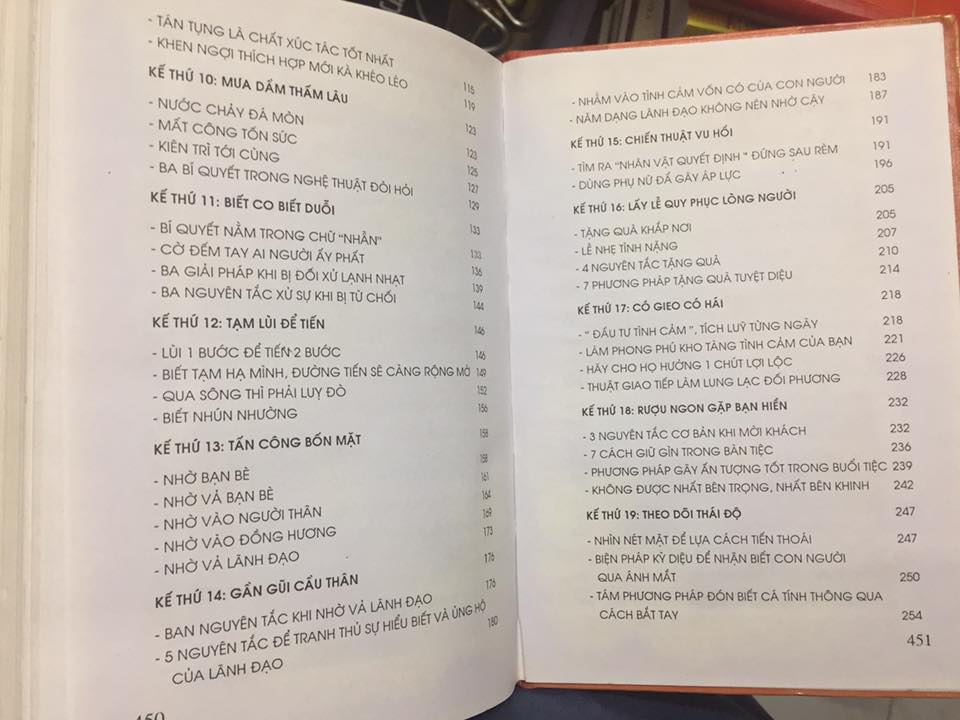 - TÁN TỤNG LÀ CHẤT XÚC TÁC TỐT NHẤT
- KHEN NGỢI THÍCH HỢP MỚI KÀ KHÉO LÉO 115
KẾ THỨ 10: MƯA DẦM THẤM LÂU 119
- NƯỚC CHẢY ĐÁ MÒN 123
- MẤT CÔNG TỐN SỨC 123
- KIÊN TRÌ TỚI CÙNG 125
- BA BÍ QUYẾT TRONG NGHỆ THUẬT ĐÒI HỎI 127
KẾ THỨ 11: BIẾT CO BIẾT DUỖI 129
- BÍ QUYẾT NẰM TRONG CHỮ "NHẪN" 133
- CỜ ĐẾM TAY AI NGƯỜI ẤY PHẤT 133
- BA GIẢI PHÁP KHI BỊ ĐỐI XỬ LẠNH NHẠT 136
- BA NGUYÊN TẮC XỬ SỰ KHI BỊ TỪ CHỐI 139
144
KẾ THỨ 12: TẠM LÙI ĐỂ TIẾN 146
- LÙI 1 BƯỚC ĐỂ TIẾN 2 BƯỚC 146
- BIẾT TẠM HẠ MÌNH, ĐƯỜNG TIẾN SẼ CÀNG RỘNG MỞ 149
- QUA SÔNG THÌ PHẢI LUỴ ĐÒ 152
- BIẾT NHÚN NHƯỜNG 156
KẾ THỨ 13: TẤN CÔNG BỐN MẶT 158
- NHỜ BẠN BÈ 158
- NHỜ VẢ BẠN BÈ 161
- NHỜ VÀO NGƯỜI THÂN 164
- NHỜ VÀO ĐỒNG HƯƠNG 169
- NHỜ VẢ LÃNH ĐẠO 173
KẾ THỨ 14: GẦN GŨI CẦU THÂN 176
- BAN NGUYÊN TẮC KHI NHỜ VẢ LÃNH ĐẠO 176
- 5 NGUYÊN TẮC ĐỂ TRANH THỦ SỰ HIỂU BIẾT VÀ ỦNG HỘ 180
CỦA LÃNH ĐẠO
450
- NHẰM VÀO TÌNH CẢM VỐN CÓ CỦA CON NGƯỜI 183
- NĂM DẠNG LÃNH ĐẠO KHÔNG NÊN NHỜ CẬY 187
KẾ THỨ 15: CHIẾN THUẬT VU HỒI 191
- TÌM RA "NHÂN VẬT QUYẾT ĐỊNH " ĐỨNG SAU RÈM 191
- DÙNG PHỤ NỮ ĐẤ GÂY ÁP LỰC 196
KẾ THỨ 16: LẤY LỄ QUY PHỤC LÒNG NGƯỜI 205
- TẶNG QUÀ KHẮP NƠI 205
- LỄ NHẸ TÌNH NẶNG 207
- 4 NGUYÊN TẮC TẶNG QUÀ 210
- 7 PHƯƠNG PHÁP TẶNG QUÀ TUYỆT DIỆU 214
KẾ THỨ 17: CÓ GIEO CÓ HÁI 218
- " ĐẦU TƯ TÌNH CẢM ", TÍCH LUỸ TỪNG NGÀY 218
- LÀM PHONG PHÚ KHO TÀNG TÌNH CẢM CỦA BẠN 221
- HÃY CHO HỌ HƯỞNG 1 CHÚT LỢI LỘC 226
- THUẬT GIAO TIẾP LÀM LUNG LẠC ĐỐI PHƯƠNG 228
KẾ THỨ 18: RƯỢU NGON GẶP BẠN HIỀN 232
- 3 NGUYÊN TẮC CƠ BẢN KHI MỜI KHÁCH 232
- 7 CÁCH GIỮ GÌN TRONG BÀN TIỆC 236
- PHƯƠNG PHÁP GÂY ẤN TƯỢNG TỐT TRONG BUỔI TIỆC 239
- KHÔNG ĐƯỢC NHẤT BÊN TRỌNG, NHẤT BÊN KHINH 242
KẾ THỨ 19: THEO DÕI THÁI ĐỘ 247
- NHÌN NÉT MẶT ĐỂ LỰA CÁCH TIẾN THOÁI 247
- BIỆN PHÁP KỲ DIỆU ĐỂ NHẬN BIẾT CON NGƯỜI
QUA ÁNH MẮT 250
- TÁM PHƯƠNG PHÁP ĐÓN BIẾT CÁ TÍNH THÔNG QUA
CÁCH BẮT TAY 254
451